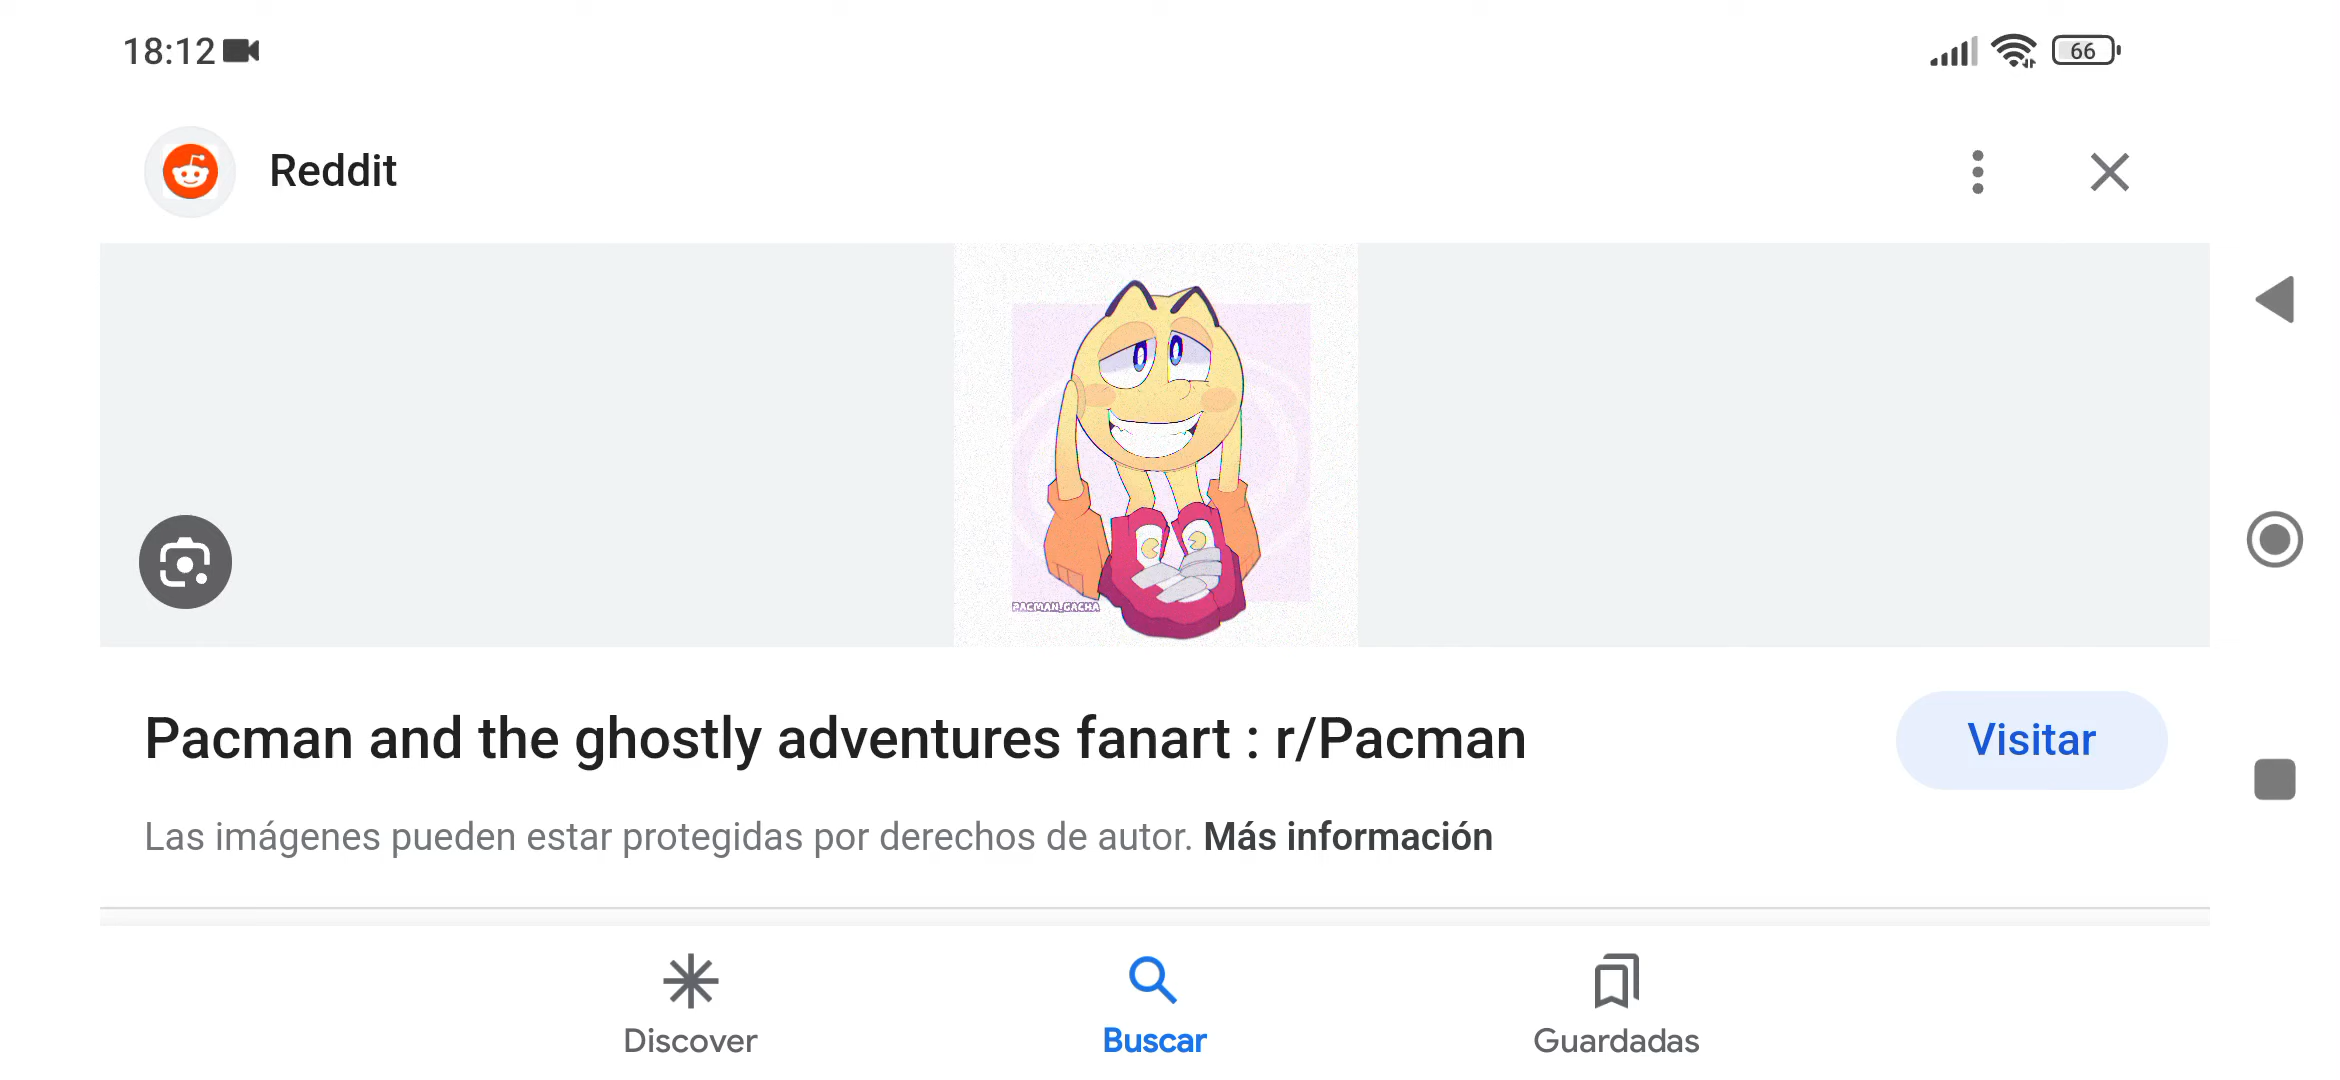 18:12
66
Reddit
PACMAN_GACHA
Pacman and the ghostly adventures fanart : r/Pacman
Visitar
Las imágenes pueden estar protegidas por derechos de autor. Más información
Discover
Buscar
Guardadas